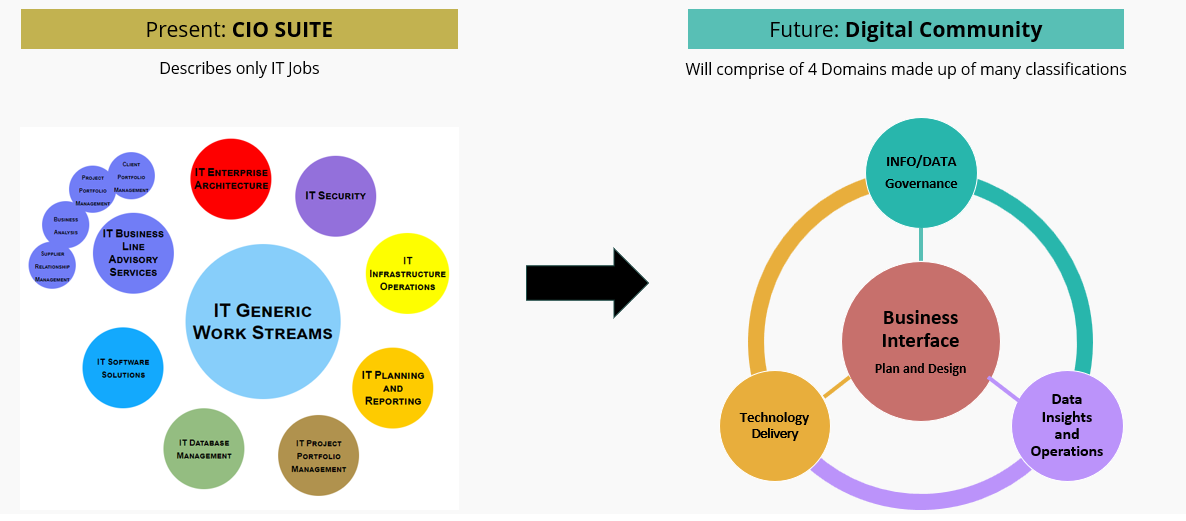 Present: CIO SUITE
Describes only IT Jobs
CLIENT
PORTFOLIO
MANAGEMENT
PROJECT
PORTFOLIO
MANAGEMENT
BUSINESS
ANALYSIS
SUPPLIER
RELATIONSHIP
MANAGEMENT
IT BUSINESS
LINE
ADVISORY
SERVICES
IT ENTERPRISE
ARCHITECTURE
IT SECURITY
IT
INFRASTRUCTURE
OPERATIONS
IT GENERIC
WORK STREAMS
IT SOFTWARE
SOLUTIONS
IT PLANNING
AND
REPORTING
IT DATABASE
MANAGEMENT
IT PROJECT
PORTFOLIO
MANAGEMENT
Future: Digital Community
Will comprise of 4 Domains made up of many classifications
INFO/DATA
Governance
Business
Interface
Plan and Design
Technology
Delivery
Data
Insights
and
Operations